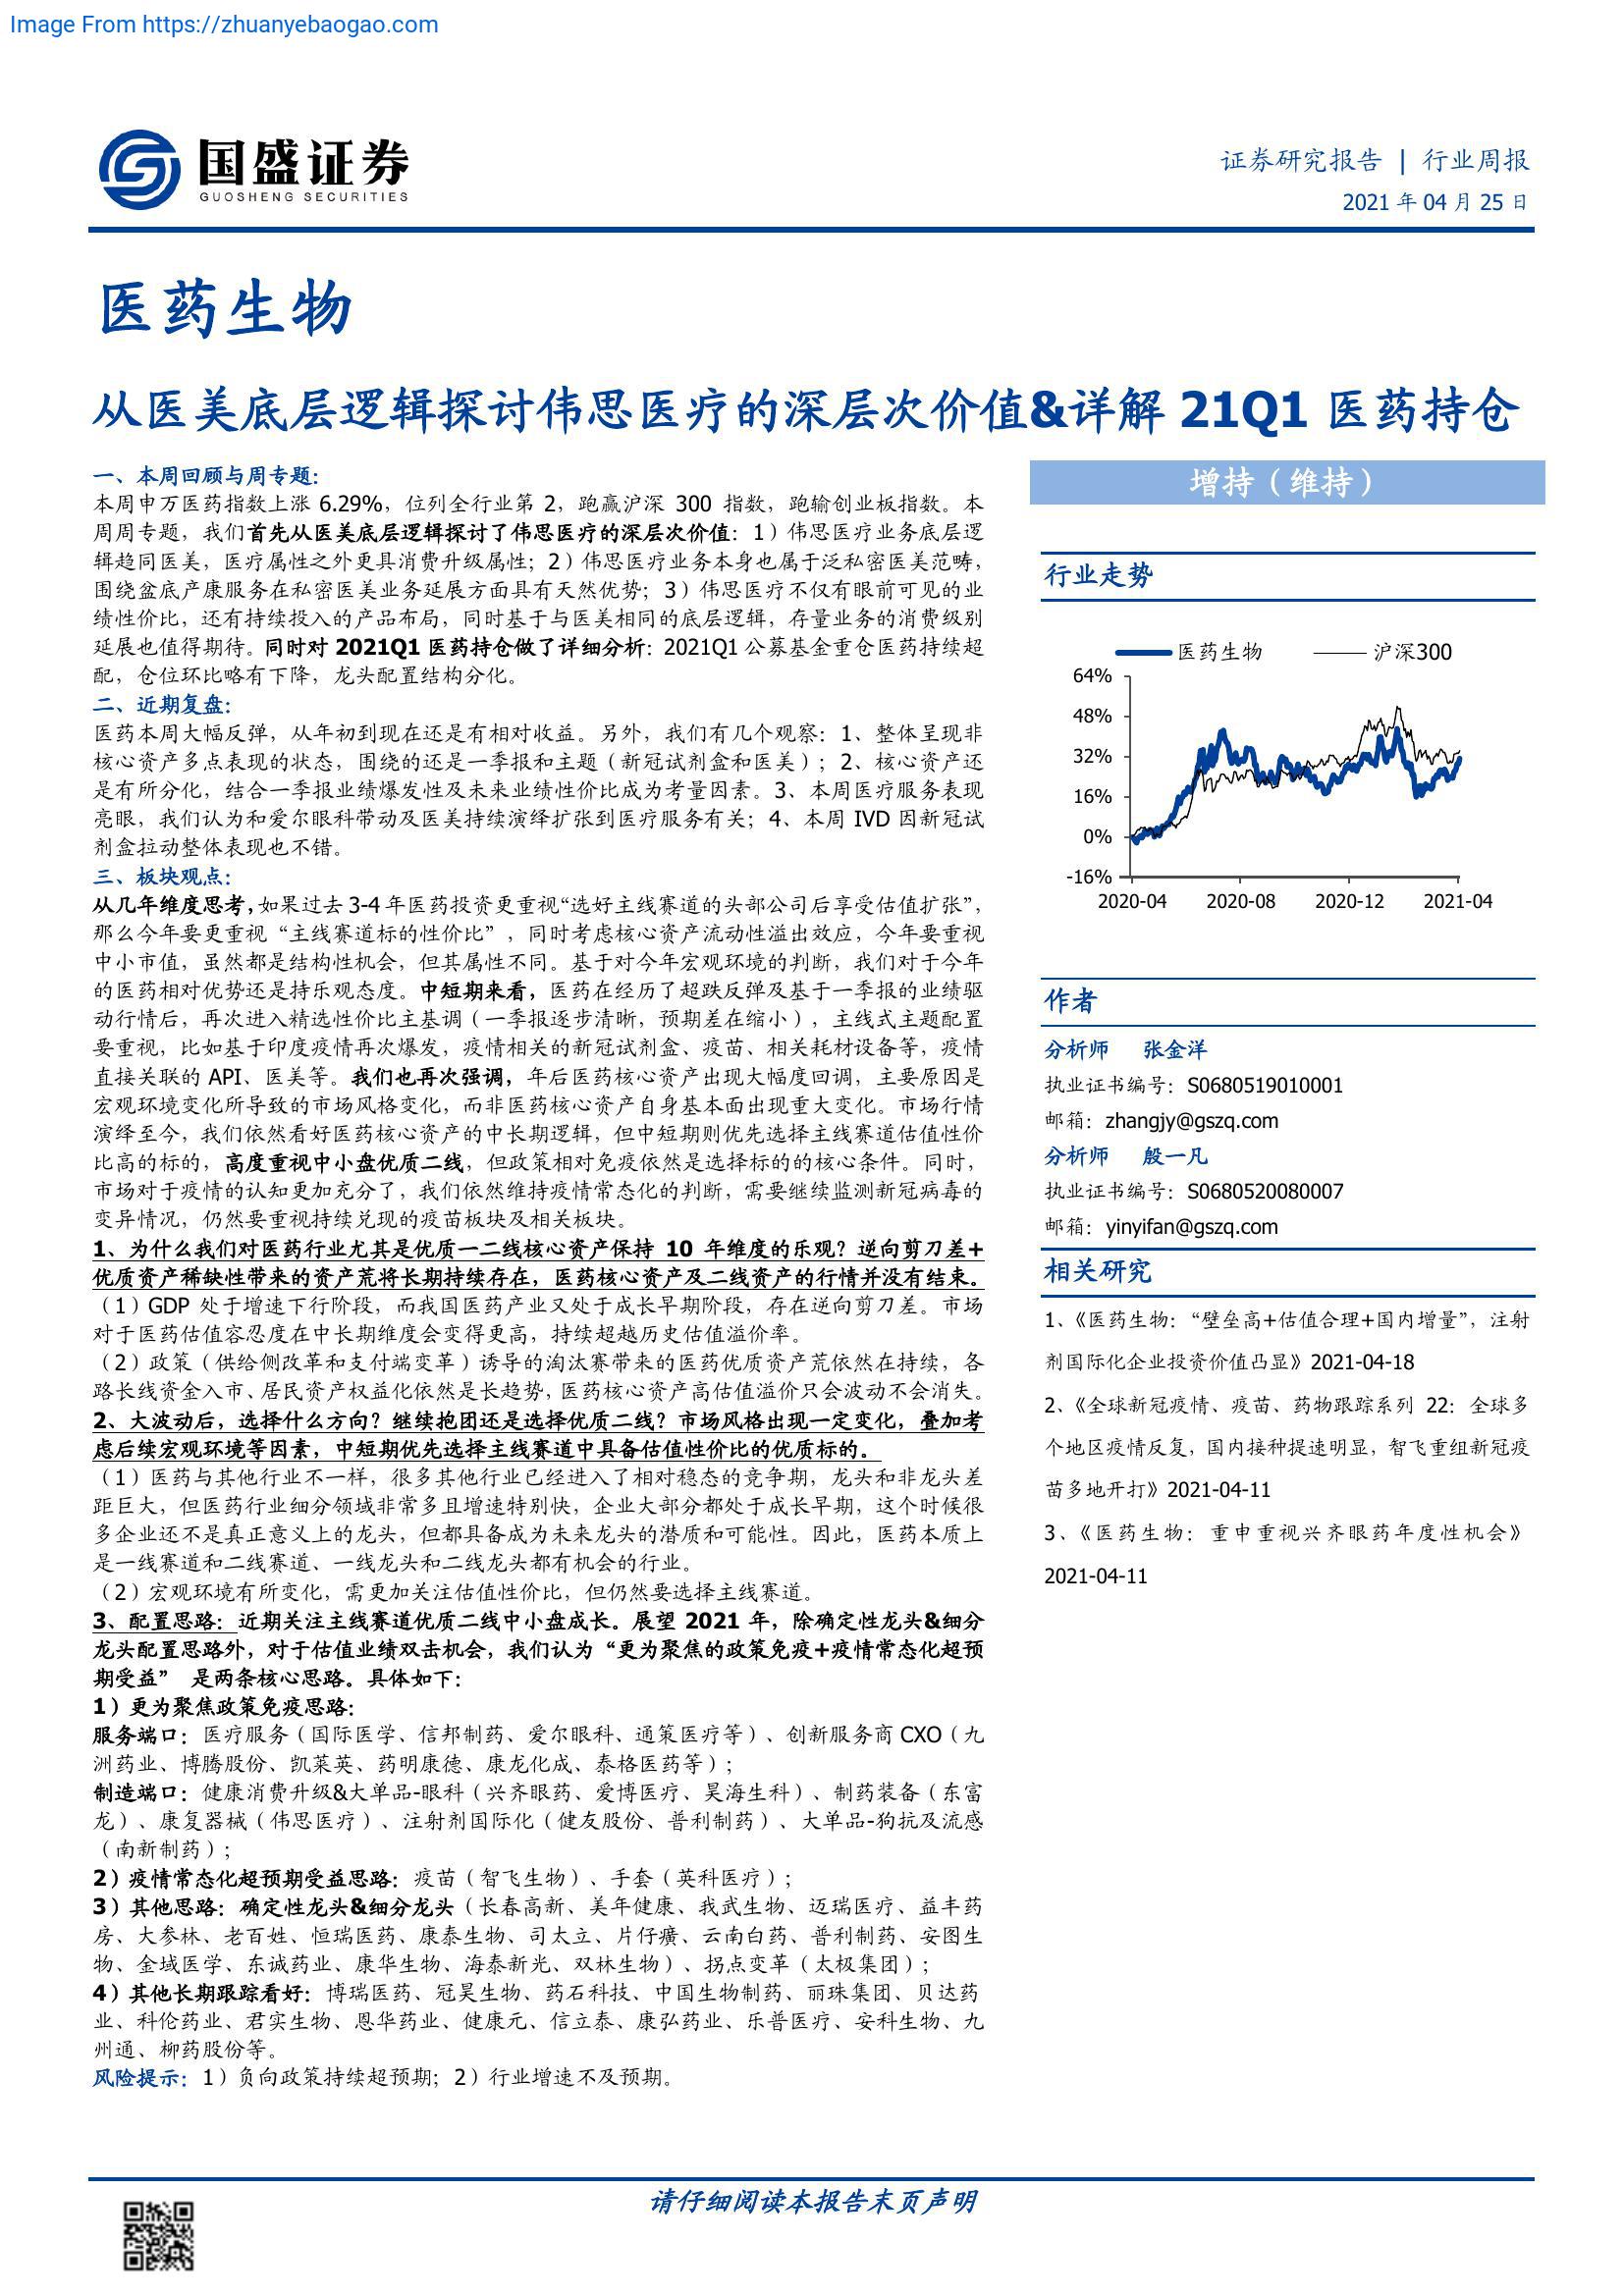 Image From https://zhuanyebaogao.com
国盛证券
GUOSHENG SECURITIES
证券研究报告 | 行业周报
2021 年 04 月 25 日
医药生物
从医美底层逻辑探讨伟思医疗的深层次价值&详解 21Q1 医药持仓
一、本周回顾与周专题：
本周申万医药指数上涨 6.29%，位列全行业第 2，跑赢沪深 300 指数，跑输创业板指数。本
周周专题，我们首先从医美底层逻辑探讨了伟思医疗的深层次价值：1）伟思医疗业务底层逻
辑趋同医美，医疗属性之外更具消费升级属性；2）伟思医疗业务本身也属于泛私密医美范畴，
围绕盆底产康服务在私密医美业务延展方面具有天然优势；3）伟思医疗不仅有眼前可见的业
绩性价比，还有持续投入的产品布局，同时基于与医美相同的底层逻辑，存量业务的消费级别
延展也值得期待。同时对 2021Q1 医药持仓做了详细分析：2021Q1 公募基金重仓医药持续超
配，仓位环比略有下降，龙头配置结构分化。
二、近期复盘：
医药本周大幅反弹，从年初到现在还是有相对收益。另外，我们有几个观察：1、整体呈现非
核心资产多点表现的状态，围绕的还是一季报和主题（新冠试剂盒和医美）；2、核心资产还
是有所分化，结合一季报业绩爆发性及未来业绩性价比成为考量因素。3、本周医疗服务表现
亮眼，我们认为和爱尔眼科带动及医美持续演绎扩张到医疗服务有关；4、本周 IVD 因新冠试
剂盒拉动整体表现也不错。
三、板块观点：
从几年维度思考，如果过去 3-4 年医药投资更重视“选好主线赛道的头部公司后享受估值扩张”，
那么今年要更重视“主线赛道标的性价比”，同时考虑核心资产流动性溢出效应，今年要重视
中小市值，虽然都是结构性机会，但其属性不同。基于对今年宏观环境的判断，我们对于今年
的医药相对优势还是持乐观态度。中短期来看，医药在经历了超跌反弹及基于一季报的业绩驱
动行情后，再次进入精选性价比主基调（一季报逐步清晰，预期差在缩小），主线式主题配置
要重视，比如基于印度疫情再次爆发，疫情相关的新冠试剂盒、疫苗、相关耗材设备等，疫情
直接关联的 API、医美等。我们也再次强调，年后医药核心资产出现大幅度回调，主要原因是
宏观环境变化所导致的市场风格变化，而非医药核心资产自身基本面出现重大变化。市场行情
演绎至今，我们依然看好医药核心资产的中长期逻辑，但中短期则优先选择主线赛道估值性价
比高的标的，高度重视中小盘优质二线，但政策相对免疫依然是选择标的的核心条件。同时，
市场对于疫情的认知更加充分了，我们依然维持疫情常态化的判断，需要继续监测新冠病毒的
变异情况，仍然要重视持续兑现的疫苗板块及相关板块。
1、为什么我们对医药行业尤其是优质一二线核心资产保持 10 年维度的乐观？逆向剪刀差+
优质资产稀缺性带来的资产荒将长期持续存在，医药核心资产及二线资产的行情并没有结束。
（1）GDP 处于增速下行阶段，而我国医药产业又处于成长早期阶段，存在逆向剪刀差。市场
对于医药估值容忍度在中长期维度会变得更高，持续超越历史估值溢价率。
（2）政策（供给侧改革和支付端变革）诱导的淘汰赛带来的医药优质资产荒依然在持续，各
路长线资金入市、居民资产权益化依然是长趋势，医药核心资产高估值溢价只会波动不会消失。
2、大波动后，选择什么方向？继续抱团还是选择优质二线？市场风格出现一定变化，叠加考
虑后续宏观环境等因素，中短期优先选择主线赛道中具备估值性价比的优质标的。
（1）医药与其他行业不一样，很多其他行业已经进入了相对稳态的竞争期，龙头和非龙头差
距巨大，但医药行业细分领域非常多且增速特别快，企业大部分都处于成长早期，这个时候很
多企业还不是真正意义上的龙头，但都具备成为未来龙头的潜质和可能性。因此，医药本质上
是一线赛道和二线赛道、一线龙头和二线龙头都有机会的行业。
（2）宏观环境有所变化，需更加关注估值性价比，但仍然要选择主线赛道。
3、配置思路：近期关注主线赛道优质二线中小盘成长。展望 2021 年，除确定性龙头&细分
龙头配置思路外，对于估值业绩双击机会，我们认为“更为聚焦的政策免疫+疫情常态化超预
期受益” 是两条核心思路。具体如下：
1）更为聚焦政策免疫思路：
服务端口：医疗服务（国际医学、信邦制药、爱尔眼科、通策医疗等）、创新服务商 CXO（九
洲药业、博腾股份、凯莱英、药明康德、康龙化成、泰格医药等）；
制造端口：健康消费升级&大单品-眼科（兴齐眼药、爱博医疗、昊海生科）、制药装备（东富
龙）、康复器械（伟思医疗）、注射剂国际化（健友股份、普利制药）、大单品-狗抗及流感
（南新制药）；
2）疫情常态化超预期受益思路：疫苗（智飞生物）、手套（英科医疗）；
3）其他思路：确定性龙头&细分龙头（长春高新、美年健康、我武生物、迈瑞医疗、益丰药
房、大参林、老百姓、恒瑞医药、康泰生物、司太立、片仔癀、云南白药、普利制药、安图生
物、金域医学、东诚药业、康华生物、海泰新光、双林生物）、拐点变革（太极集团）；
4）其他长期跟踪看好：博瑞医药、冠昊生物、药石科技、中国生物制药、丽珠集团、贝达药
业、科伦药业、君实生物、恩华药业、健康元、信立泰、康弘药业、乐普医疗、安科生物、九
州通、柳药股份等。
风险提示：1）负向政策持续超预期；2）行业增速不及预期。
增持（维持）
行业走势
医药生物 沪深300
64%
48%
32%
16%
0%
-16%
2020-04 2020-08 2020-12 2021-04
作者
分析师 张金洋
执业证书编号：S0680519010001
邮箱：zhangjy@gszq.com
分析师 殷一凡
执业证书编号：S0680520080007
邮箱：yinyifan@gszq.com
相关研究
1、《医药生物：“壁垒高+估值合理+国内增量”，注射
剂国际化企业投资价值凸显》2021-04-18
2、《全球新冠疫情、疫苗、药物跟踪系列 22：全球多
个地区疫情反复，国内接种提速明显，智飞重组新冠疫
苗多地开打》2021-04-11
3、《医药生物：重申重视兴齐眼药年度性机会》
2021-04-11
请仔细阅读本报告末页声明